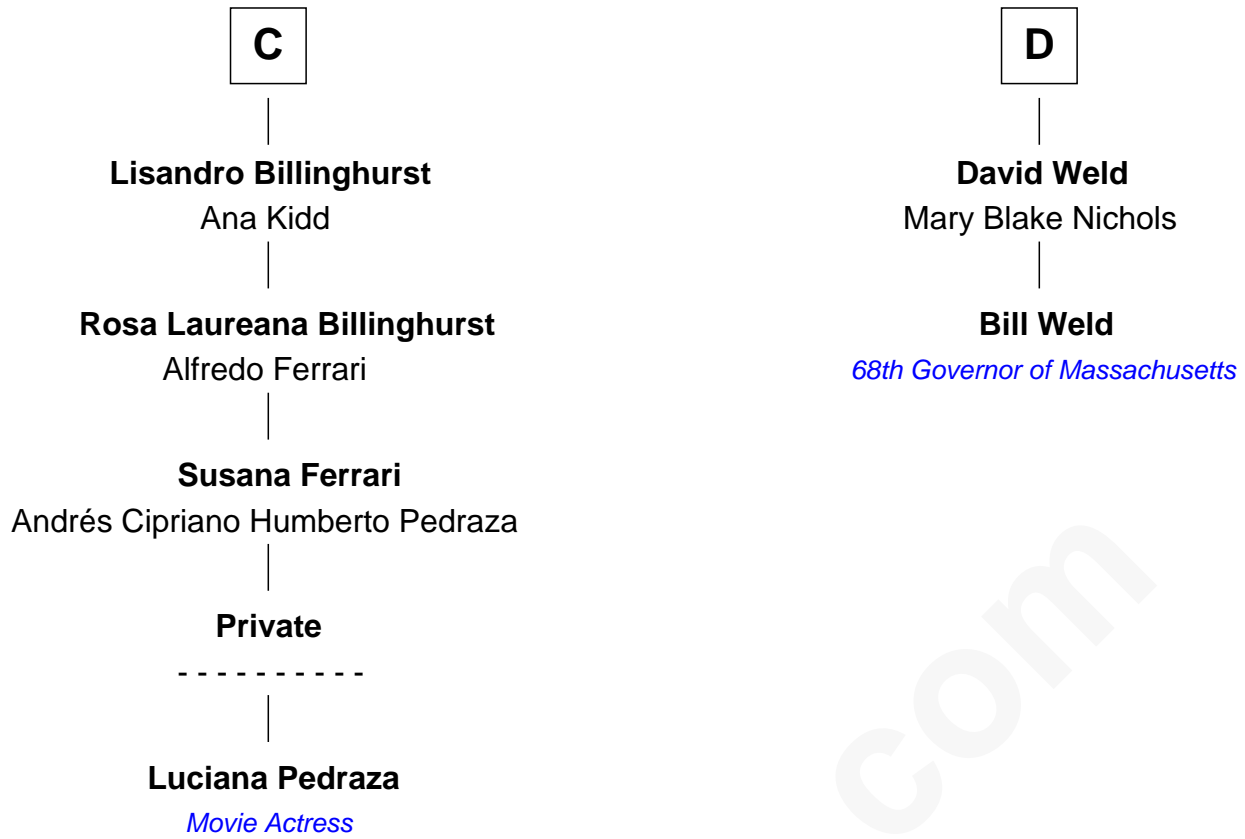 C
Lisandro Billinghurst
Ana Kidd
Rosa Laureana Billinghurst
Alfredo Ferrari
Susana Ferrari
Andrés Cipriano Humberto Pedraza
Private
- - - - - - - - - -
Luciana Pedraza
Movie Actress
D
David Weld
Mary Blake Nichols
Bill Weld
68th Governor of Massachusetts
com